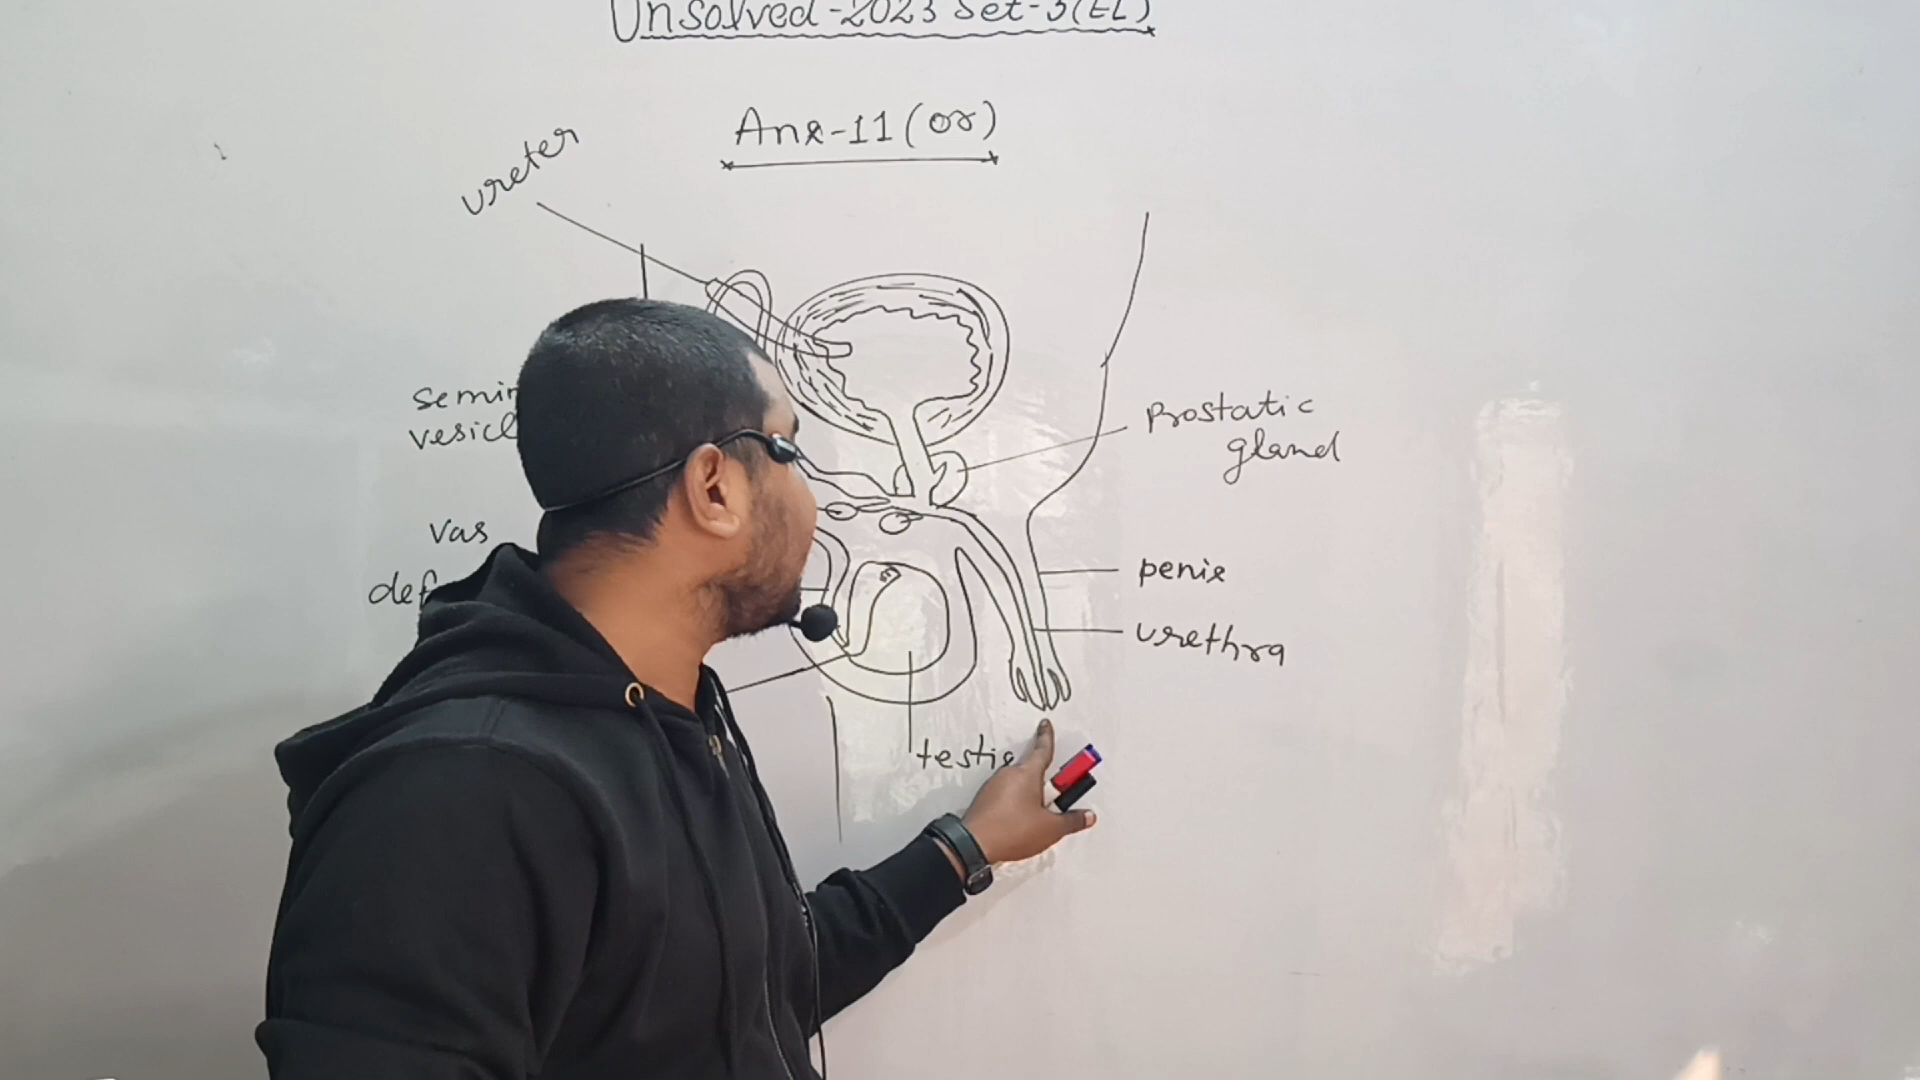 Unsolved-2023 Set-3(EL)
Ans-11(or)
ureter
vas
Prostatic
gland
penis
urethra
testis